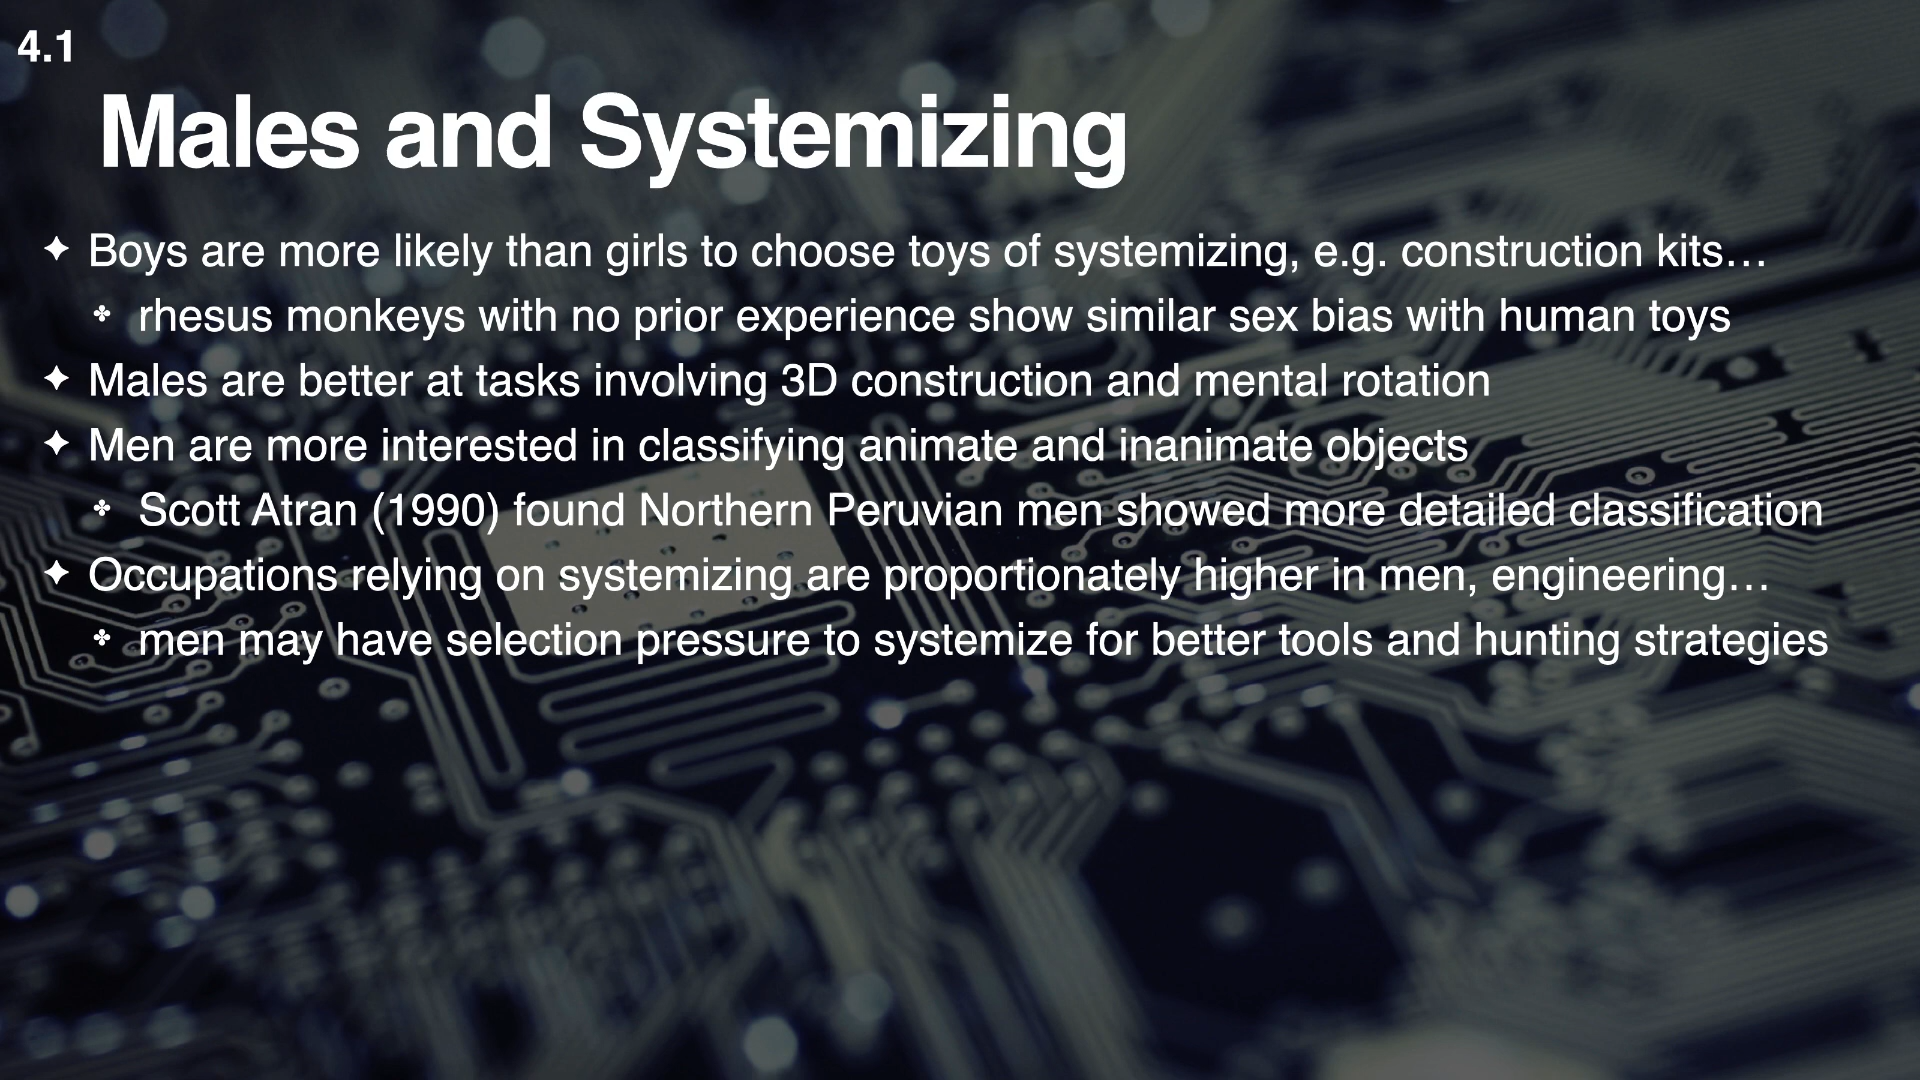 4.1
Males and Systemizing
✦ Boys are more likely than girls to choose toys of systemizing, e.g. construction kits…
✤ rhesus monkeys with no prior experience show similar sex bias with human toys
✦ Males are better at tasks involving 3D construction and mental rotation
✦ Men are more interested in classifying animate and inanimate objects
✤ Scott Atran (1990) found Northern Peruvian men showed more detailed classification
✦ Occupations relying on systemizing are proportionately higher in men, engineering…
✤ men may have selection pressure to systemize for better tools and hunting strategies